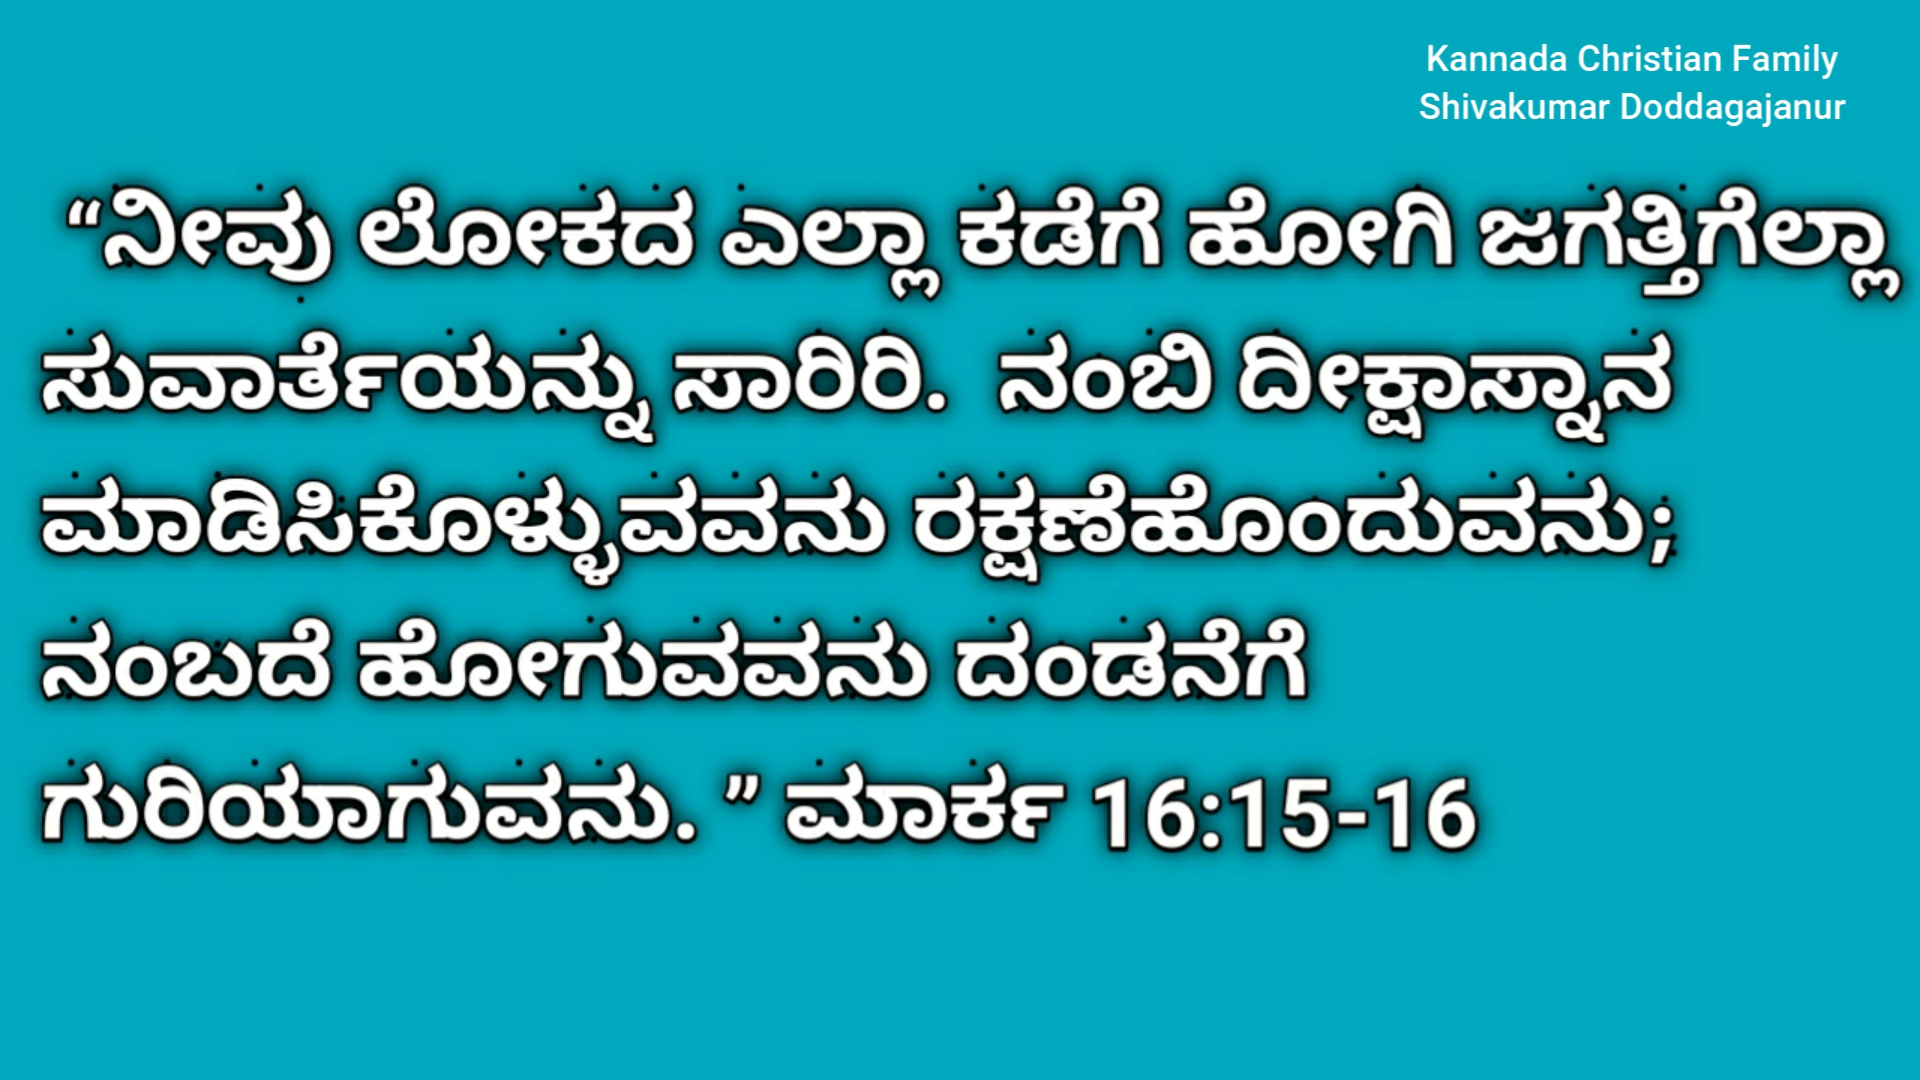 Kannada Christian Family
Shivakumar Doddagajanur
“ನೀವು ಲೋಕದ ಎಲ್ಲಾ ಕಡೆಗೆ ಹೋಗಿ ಜಗತ್ತಿಗೆಲ್ಲಾ
ಸುವಾರ್ತೆಯನ್ನು ಸಾರಿರಿ. ನಂಬಿ ದೀಕ್ಷಾಸ್ನಾನ
ಮಾಡಿಸಿಕೊಳ್ಳುವವನು ರಕ್ಷಣೆಹೊಂದುವನು;
ನಂಬದೆ ಹೋಗುವವನು ದಂಡನೆಗೆ
ಗುರಿಯಾಗುವನು. ” ಮಾರ್ಕ 16:15-16